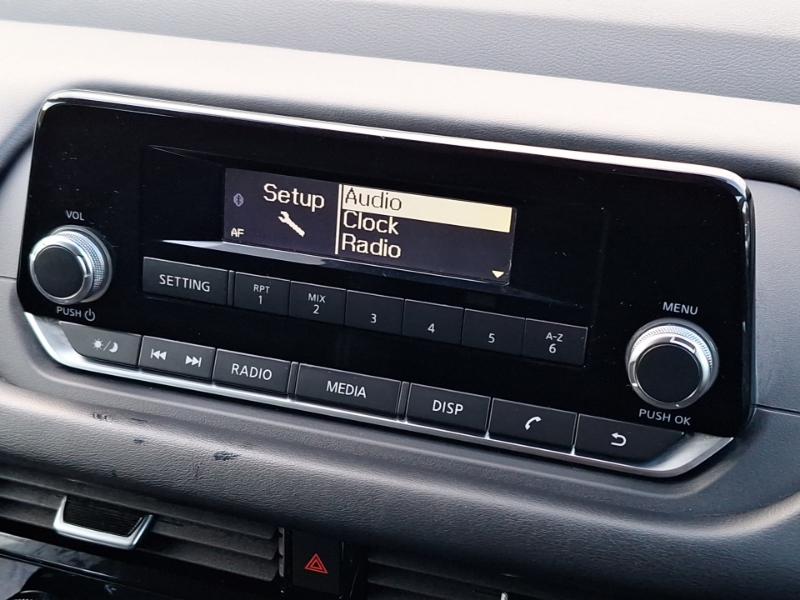 Setup
AF
Audio
Clock
Radio
VOL
PUSH
SETTING
RPT
1
MIX
2
3
4
5
A-Z
6
MENU
PUSH OK
RADIO
MEDIA
DISP